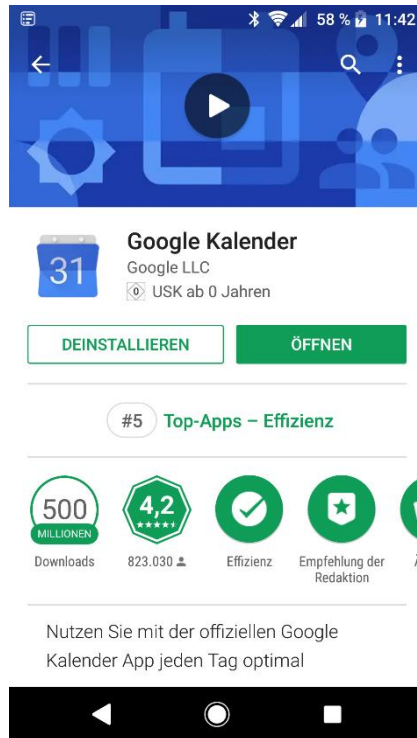 58 % 11:42
Google Kalender
31
Google LLC
0 USK ab 0 Jahren
DEINSTALLIEREN ÖFFNEN
#5 Top-Apps – Effizienz
500
MILLIONEN
4,2
Downloads 823.030 Effizienz Empfehlung der
Redaktion
Nutzen Sie mit der offiziellen Google
Kalender App jeden Tag optimal